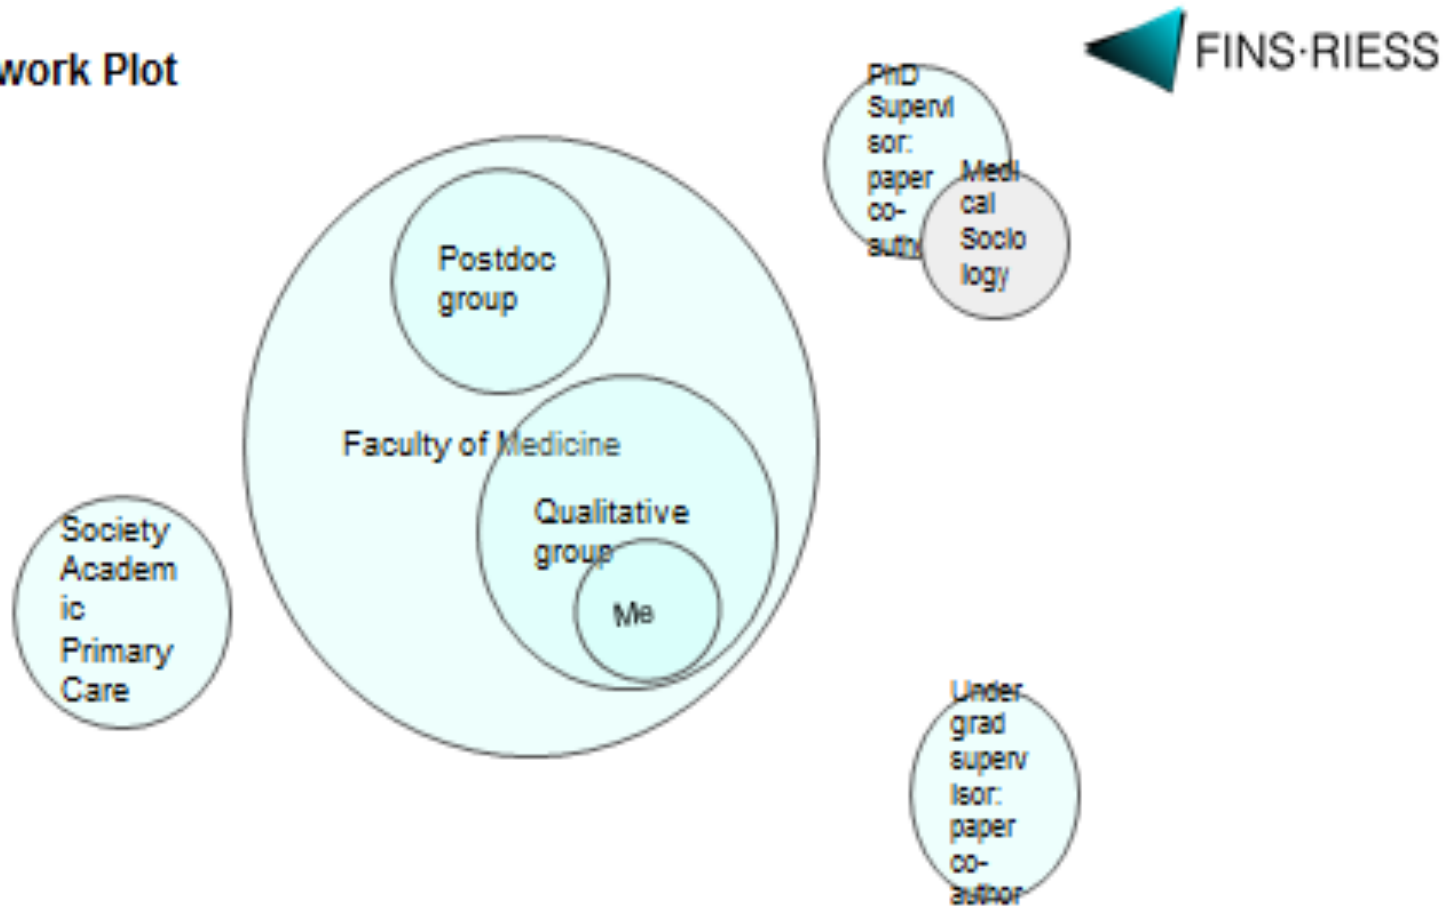 work Plot
FINS·RIESS
PhD
Supervi
sor:
paper
co-
autho
Medi
cal
Socio
logy
Postdoc
group
Faculty of Medicine
Qualitative
group
Me
Society
Academ
ic
Primary
Care
Under
grad
superv
isor:
paper
co-
author